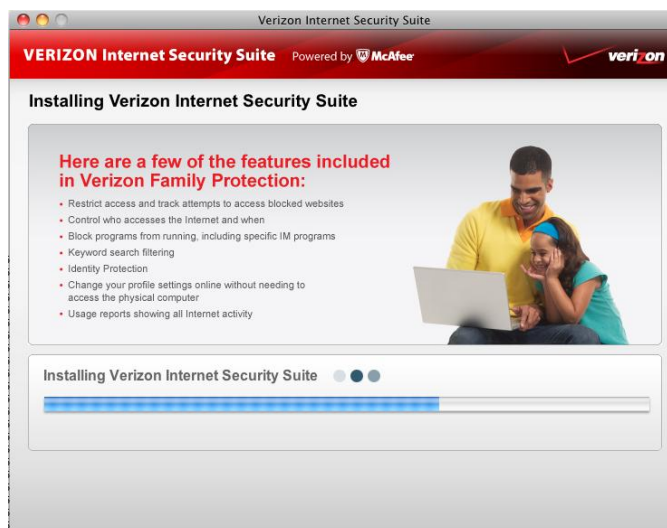 Verizon Internet Security Suite
VERIZON Internet Security Suite Powered by McAfee verizon
Installing Verizon Internet Security Suite
Here are a few of the features included
in Verizon Family Protection:
• Restrict access and track attempts to access blocked websites
• Control who accesses the Internet and when
• Block programs from running, including specific IM programs
• Keyword search filtering
• Identity Protection
• Change your profile settings online without needing to
access the physical computer
• Usage reports showing all Internet activity
Installing Verizon Internet Security Suite